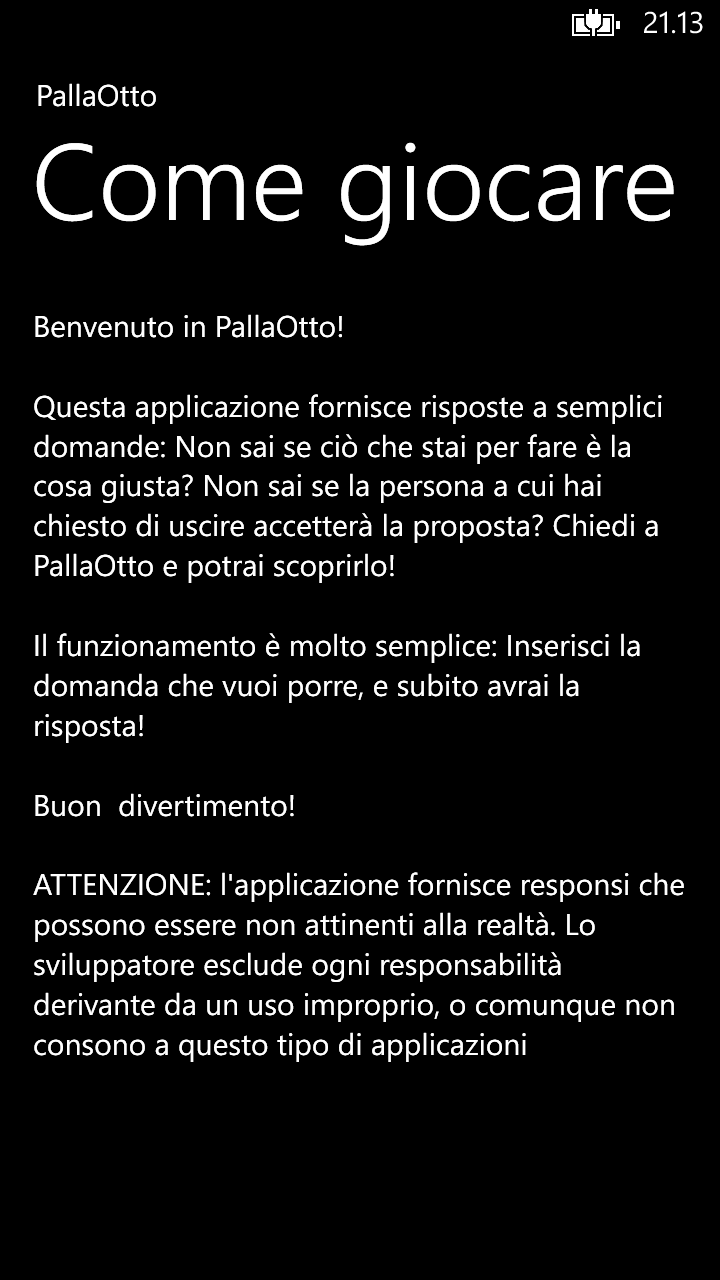 21.13
PallaOtto
Come giocare
Benvenuto in PallaOtto!
Questa applicazione fornisce risposte a semplici
domande: Non sai se ciò che stai per fare è la
cosa giusta? Non sai se la persona a cui hai
chiesto di uscire accetterà la proposta? Chiedi a
PallaOtto e potrai scoprirlo!
Il funzionamento è molto semplice: Inserisci la
domanda che vuoi porre, e subito avrai la
risposta!
Buon  divertimento!
ATTENZIONE: l'applicazione fornisce responsi che
possono essere non attinenti alla realtà. Lo
sviluppatore esclude ogni responsabilità
derivante da un uso improprio, o comunque non
consono a questo tipo di applicazioni